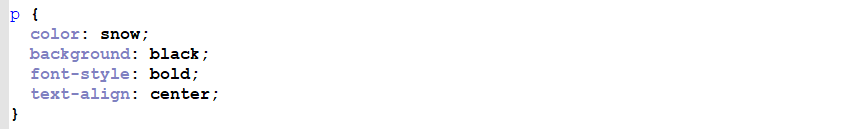 p {
  color: snow;
  background: black;
  font-style: bold;
  text-align: center;
}